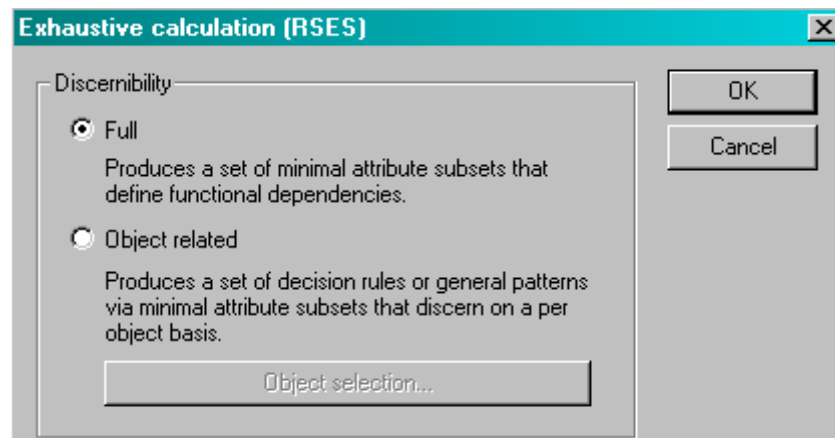 Exhaustive calculation (RSES)
Discernibility
OK
Full
Cancel
Produces a set of minimal attribute subsets that
define functional dependencies.
Object related
Produces a set of decision rules or general patterns
via minimal attribute subsets that discern on a per
object basis.
Object selection...